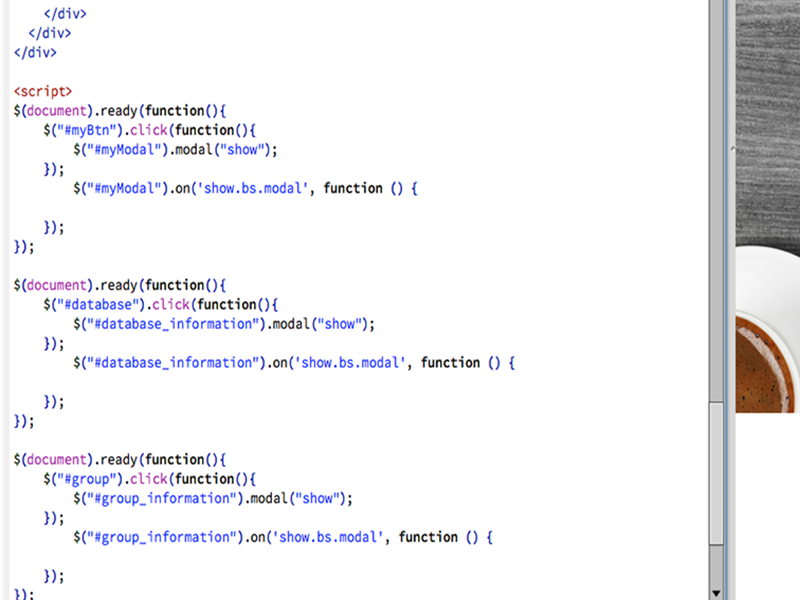 </div>
</div>
</div>
<script>
$(document).ready(function(){
$("#myBtn").click(function(){
$("#myModal").modal("show");
});
$("#myModal").on('show.bs.modal', function () {
});
});
$(document).ready(function(){
$("#database").click(function(){
$("#database_information").modal("show");
});
$("#database_information").on('show.bs.modal', function () {
});
});
$(document).ready(function(){
$("#group").click(function(){
$("#group_information").modal("show");
});
$("#group_information").on('show.bs.modal', function () {
});
});